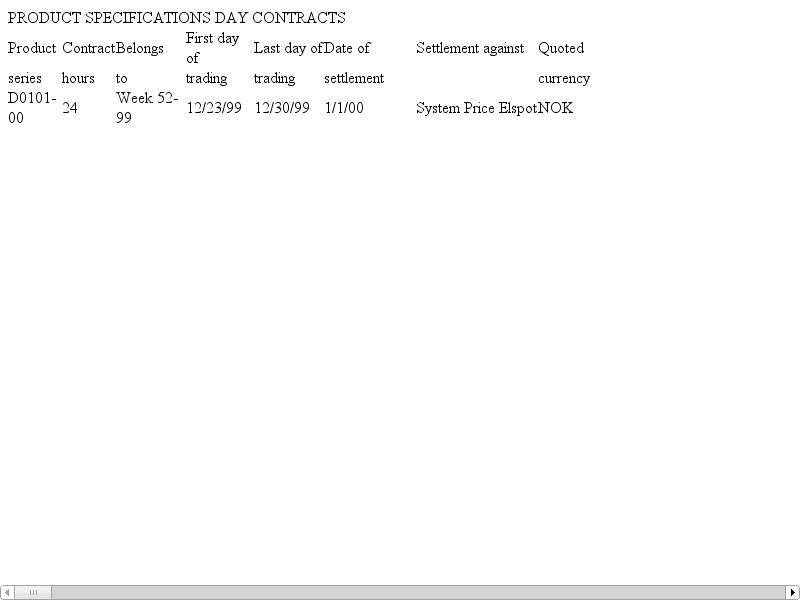 PRODUCT SPECIFICATIONS DAY CONTRACTS
Product Contract Belongs First day of Last day of Date of Settlement against Quoted
series hours to trading trading settlement currency
D0101-00 24 Week 52-99 12/23/99 12/30/99 1/1/00 System Price Elspot NOK